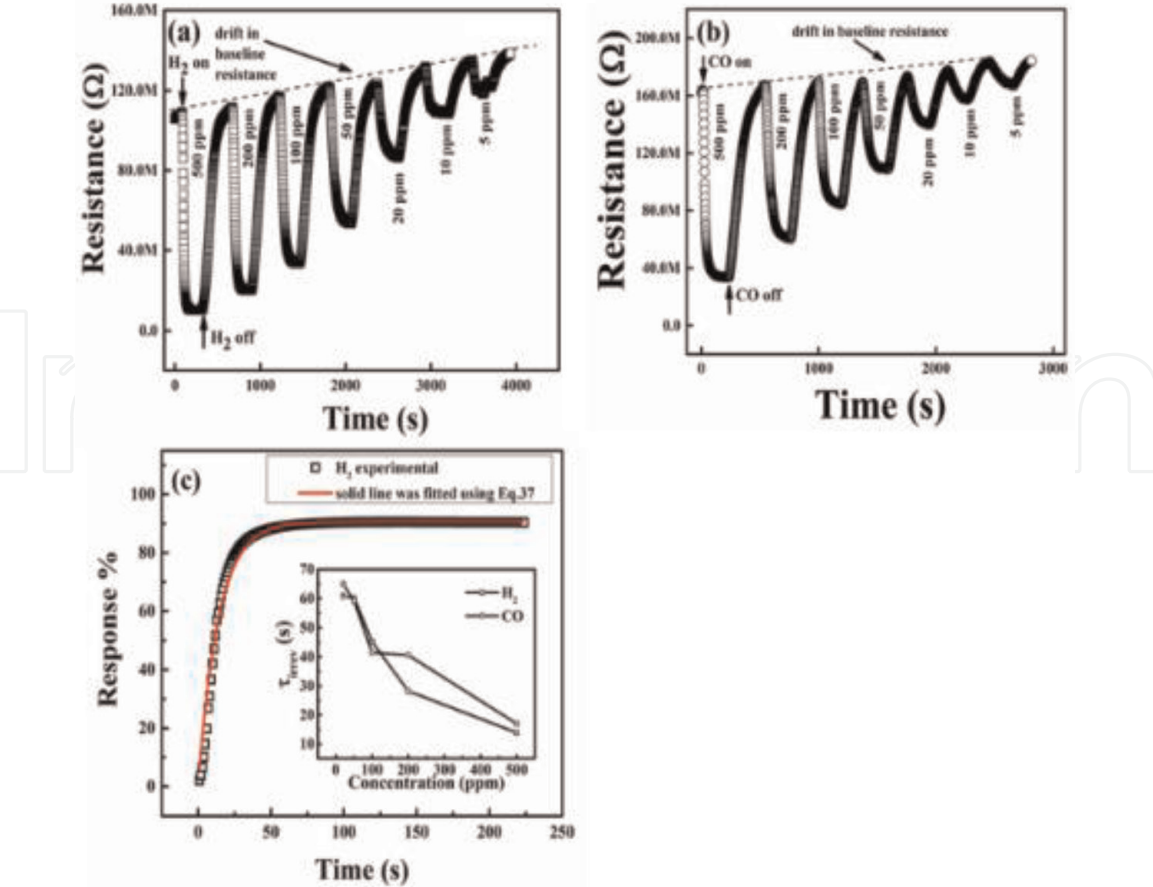 (a)
160.0M
120.0M
80.0M
40.0M
0.0
Resistance (Ω)
H2 on
drift in
baseline
resistance
500 ppm
200 ppm
100 ppm
50 ppm
20 ppm
10 ppm
5 ppm
H2 off
0 1000 2000 3000 4000
Time (s)
(b)
200.0M
160.0M
120.0M
80.0M
40.0M
0.0
Resistance (Ω)
CO on
drift in baseline resistance
500 ppm
200 ppm
100 ppm
50 ppm
20 ppm
10 ppm
5 ppm
CO off
0 1000 2000 3000
Time (s)
(c)
H2 experimental
solid line was fitted using Eq.37
100
80
60
40
20
0
Response %
70
60
50
40
30
20
10
τirrev (s)
H2
CO
0 100 200 300 400 500
Concentration (ppm)
0 50 100 150 200 250
Time (s)